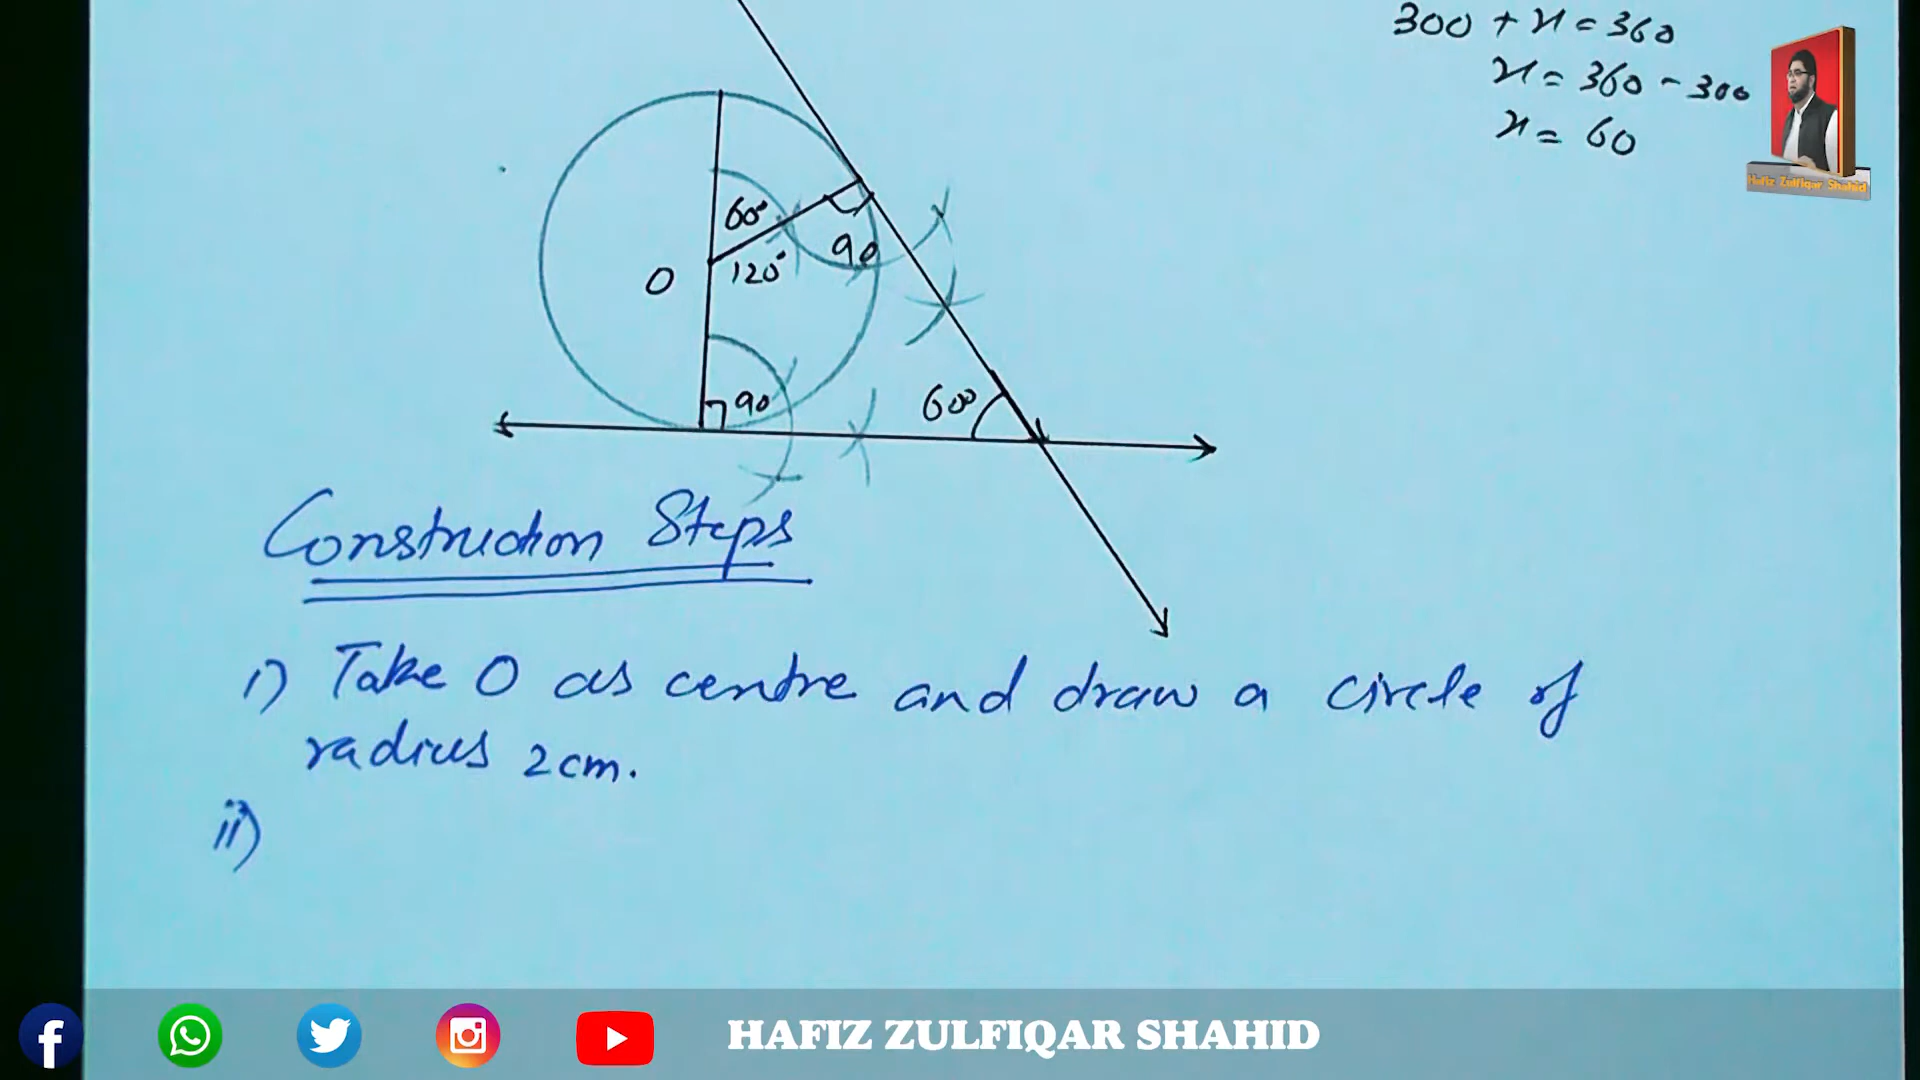 300 + x = 360
x = 360 - 300
x = 60
Hafiz Zulfiqar Shahid
60°
90
O
120°
90
60°
Construction Steps
i) Take O as centre and draw a circle of
radius 2cm.
ii)
HAFIZ ZULFIQAR SHAHID